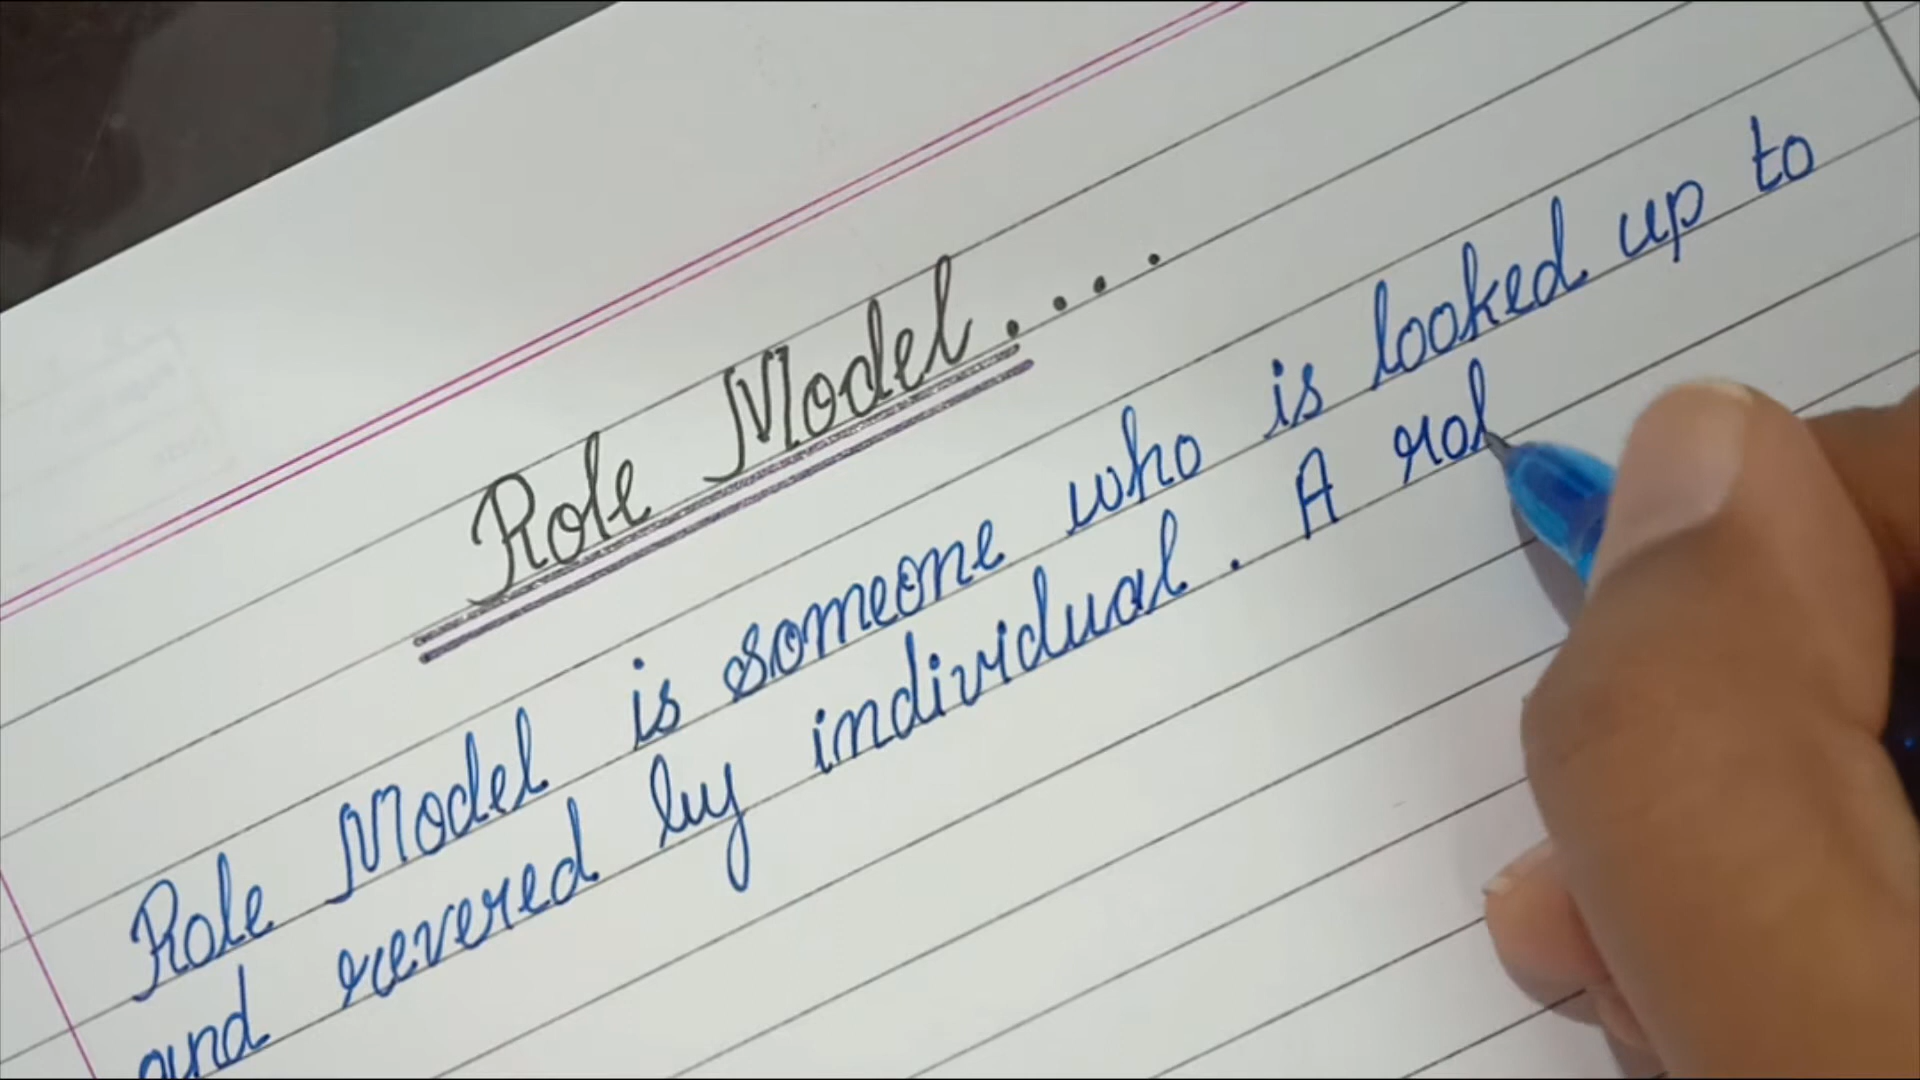 Role Model....
Role Model is someone who is looked up to
and revered by individual. A rol